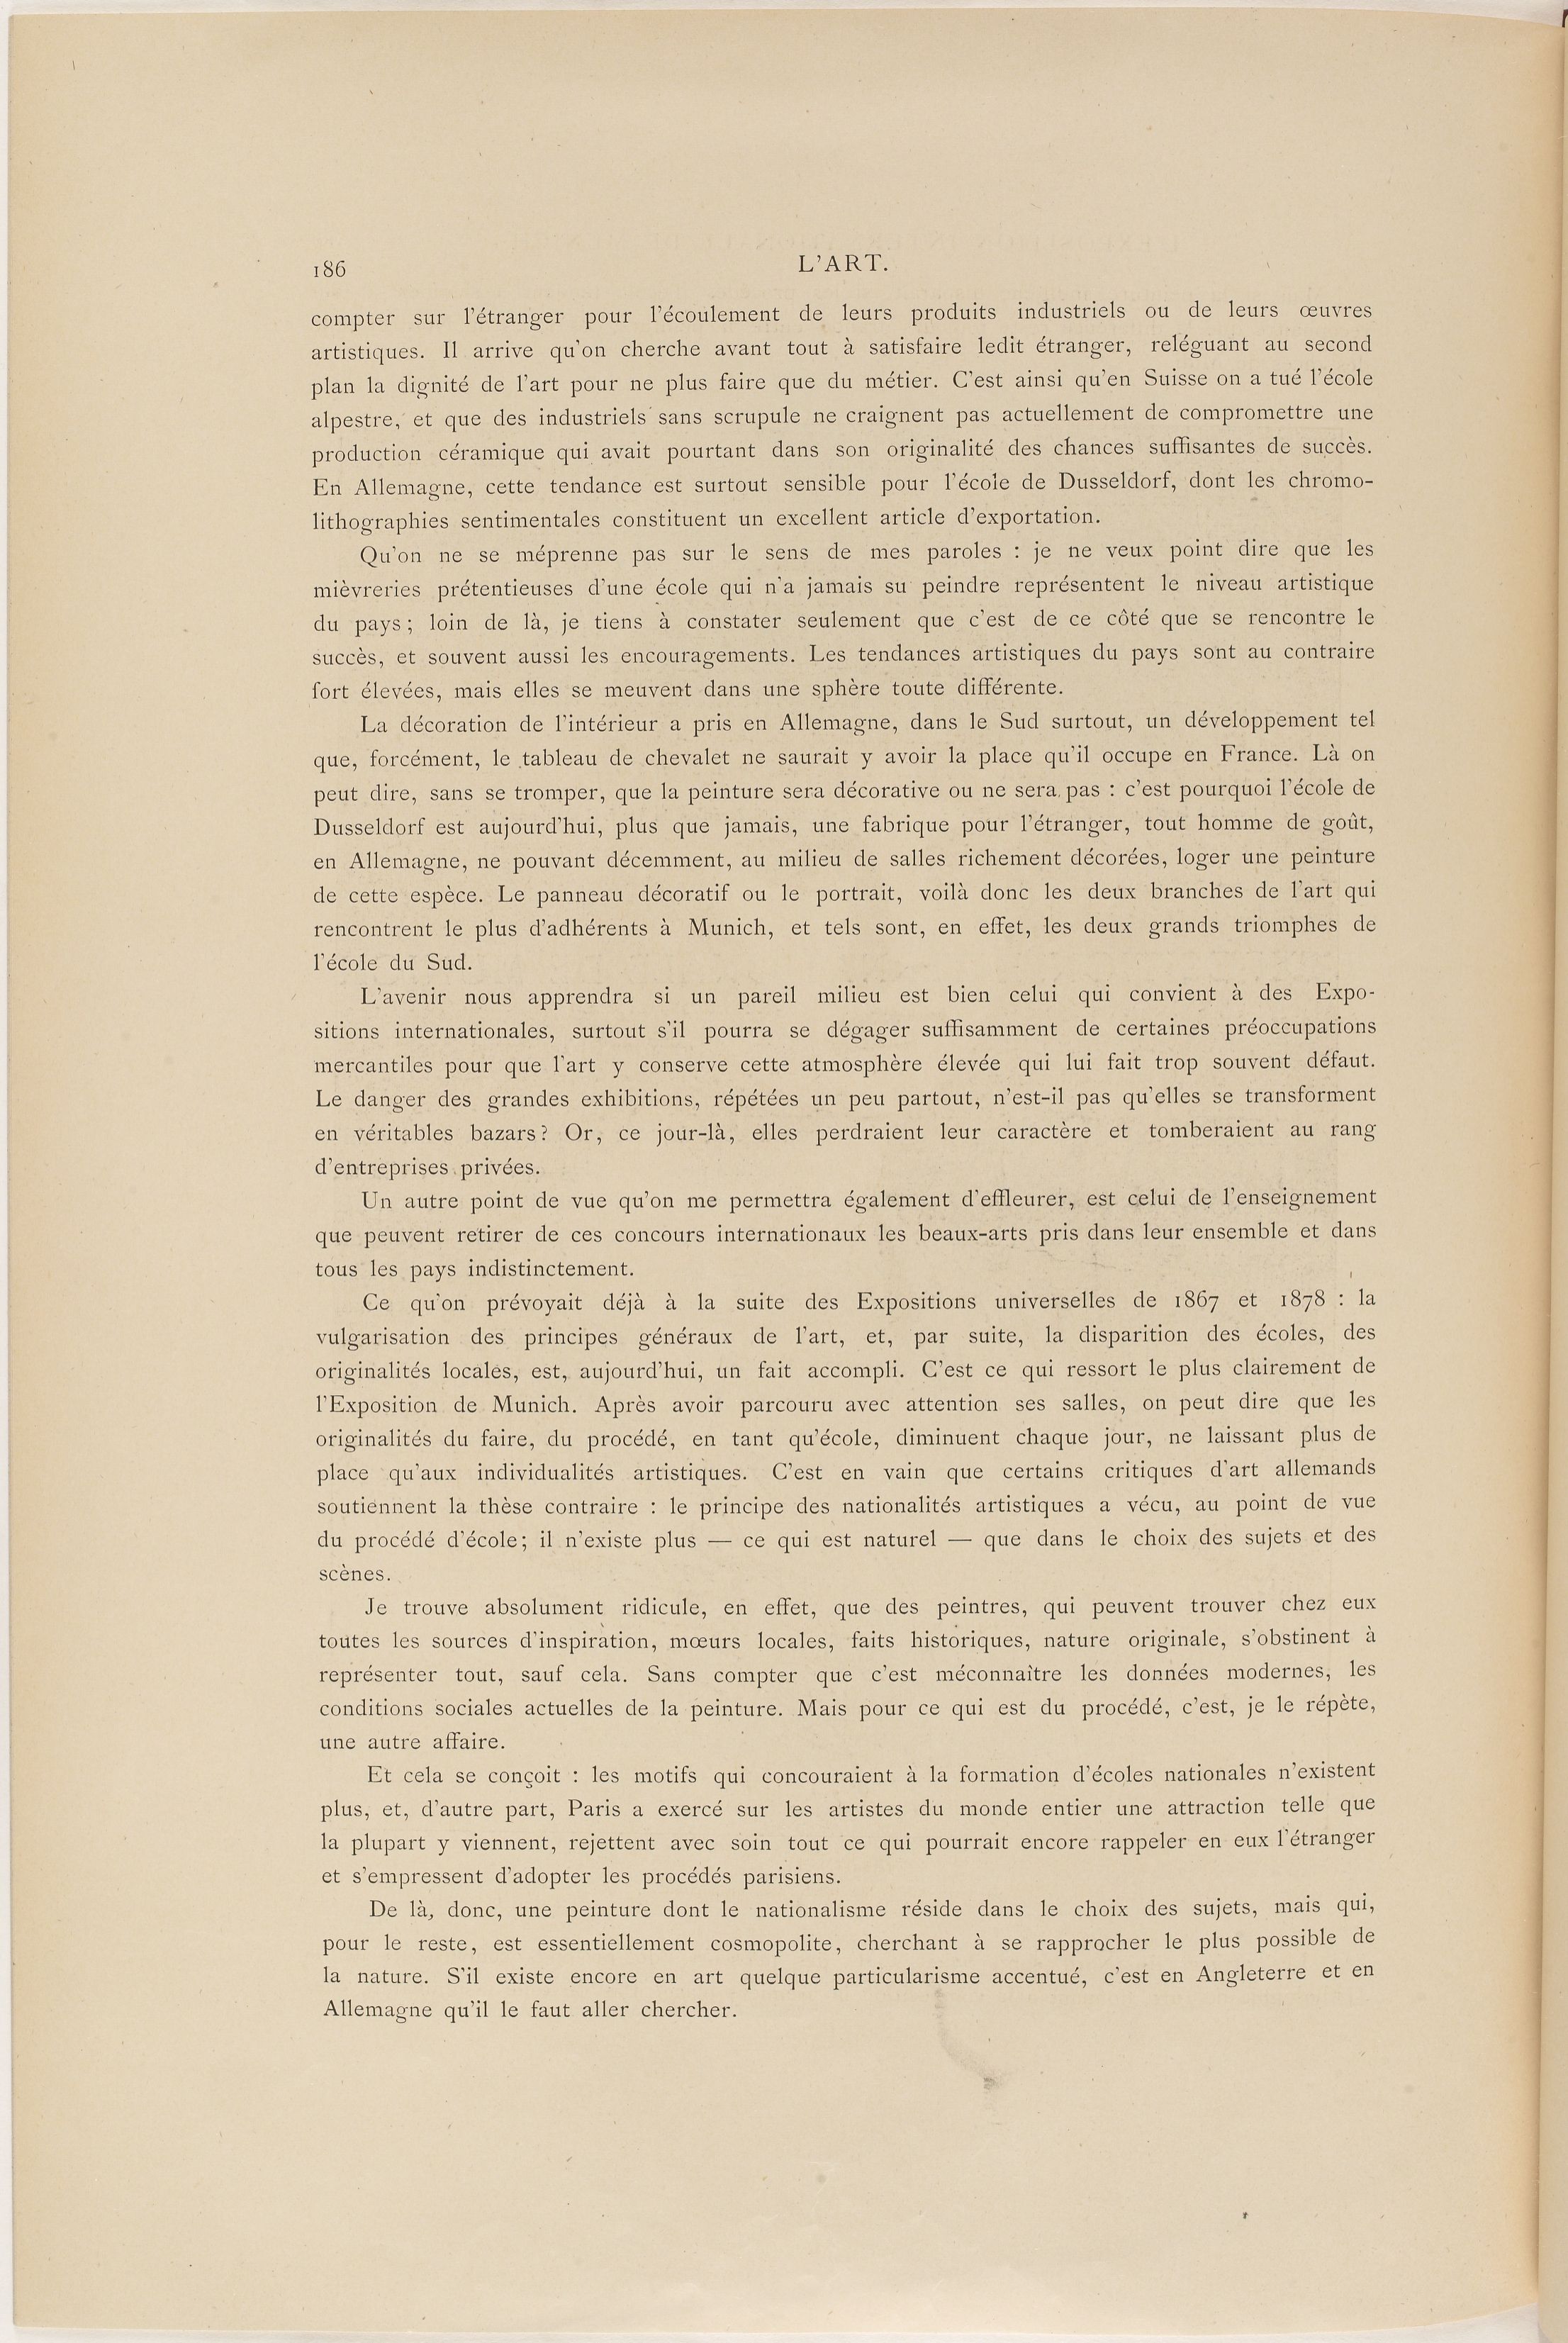 186
L'ART.
compter sur l'étranger pour l'écoulement de leurs produits industriels ou de leurs œuvres
artistiques. Il arrive qu'on cherche avant tout à satisfaire ledit étranger, reléguant au second
plan la dignité de l'art pour ne plus faire que du métier. C'est ainsi qu'en Suisse on a tué l'école
alpestre, et que des industriels sans scrupule ne craignent pas actuellement de compromettre une
production céramique qui avait pourtant dans son originalité des chances suffisantes de succès.
En Allemagne, cette tendance est surtout sensible pour l'école de Dusseldorf, dont les chromo-
lithographies sentimentales constituent un excellent article d'exportation.
Qu'on ne se méprenne pas sur le sens de mes paroles : je ne veux point dire que les
mièvreries prétentieuses d'une école qui n'a jamais su peindre représentent le niveau artistique
du pays; loin de là, je tiens à constater seulement que c'est de ce côté que se rencontre le
succès, et souvent aussi les encouragements. Les tendances artistiques du pays sont au contraire
fort élevées, mais elles se meuvent dans une sphère toute différente.
La décoration de l'intérieur a pris en Allemagne, dans le Sud surtout, un développement tel
que, forcément, le tableau de chevalet ne saurait y avoir la place qu'il occupe en France. Là on
peut dire, sans se tromper, que la peinture sera décorative ou ne sera pas : c'est pourquoi l'école de
Dusseldorf est aujourd'hui, plus que jamais, une fabrique pour l'étranger, tout homme de goût,
en Allemagne, ne pouvant décemment, au milieu de salles richement décorées, loger une peinture
de cette espèce. Le panneau décoratif ou le portrait, voilà donc les deux branches de l'art qui
rencontrent le plus d'adhérents à Munich, et tels sont, en effet, les deux grands triomphes de
l'école du Sud.
L'avenir nous apprendra si un pareil milieu est bien celui qui convient à des Expo-
sitions internationales, surtout s'il pourra se dégager suffisamment de certaines préoccupations
mercantiles pour que l'art y conserve cette atmosphère élevée qui lui fait trop souvent défaut.
Le danger des grandes exhibitions, répétées un peu partout, n'est-il pas qu'elles se transforment
en véritables bazars? Or, ce jour-là, elles perdraient leur caractère et tomberaient au rang
d'entreprises privées.
Un autre point de vue qu'on me permettra également d'effleurer, est celui de l'enseignement
que peuvent retirer de ces concours internationaux les beaux-arts pris dans leur ensemble et dans
tous les pays indistinctement.
Ce qu'on prévoyait déjà à la suite des Expositions universelles de 1867 et 1878 : la
vulgarisation des principes généraux de l'art, et, par suite, la disparition des écoles, des
originalités locales, est, aujourd'hui, un fait accompli. C'est ce qui ressort le plus clairement de
l'Exposition de Munich. Après avoir parcouru avec attention ses salles, on peut dire que les
originalités du faire, du procédé, en tant qu'école, diminuent chaque jour, ne laissant plus de
place qu'aux individualités artistiques. C'est en vain que certains critiques d'art allemands
soutiennent la thèse contraire : le principe des nationalités artistiques a vécu, au point de vue
du procédé d'école; il n'existe plus — ce qui est naturel — que dans le choix des sujets et des
scènes.
Je trouve absolument ridicule, en effet, que des peintres, qui peuvent trouver chez eux
toutes les sources d'inspiration, mœurs locales, faits historiques, nature originale, s'obstinent à
représenter tout, sauf cela. Sans compter que c'est méconnaître les données modernes, les
conditions sociales actuelles de la peinture. Mais pour ce qui est du procédé, c'est, je le répète,
une autre affaire.
Et cela se conçoit : les motifs qui concouraient à la formation d'écoles nationales n'existent
plus, et, d'autre part, Paris a exercé sur les artistes du monde entier une attraction telle que
la plupart y viennent, rejettent avec soin tout ce qui pourrait encore rappeler en eux l'étranger
et s'empressent d'adopter les procédés parisiens.
De là, donc, une peinture dont le nationalisme réside dans le choix des sujets, mais qui,
pour le reste, est essentiellement cosmopolite, cherchant à se rapprocher le plus possible de
la nature. S'il existe encore en art quelque particularisme accentué, c'est en Angleterre et en
Allemagne qu'il le faut aller chercher.